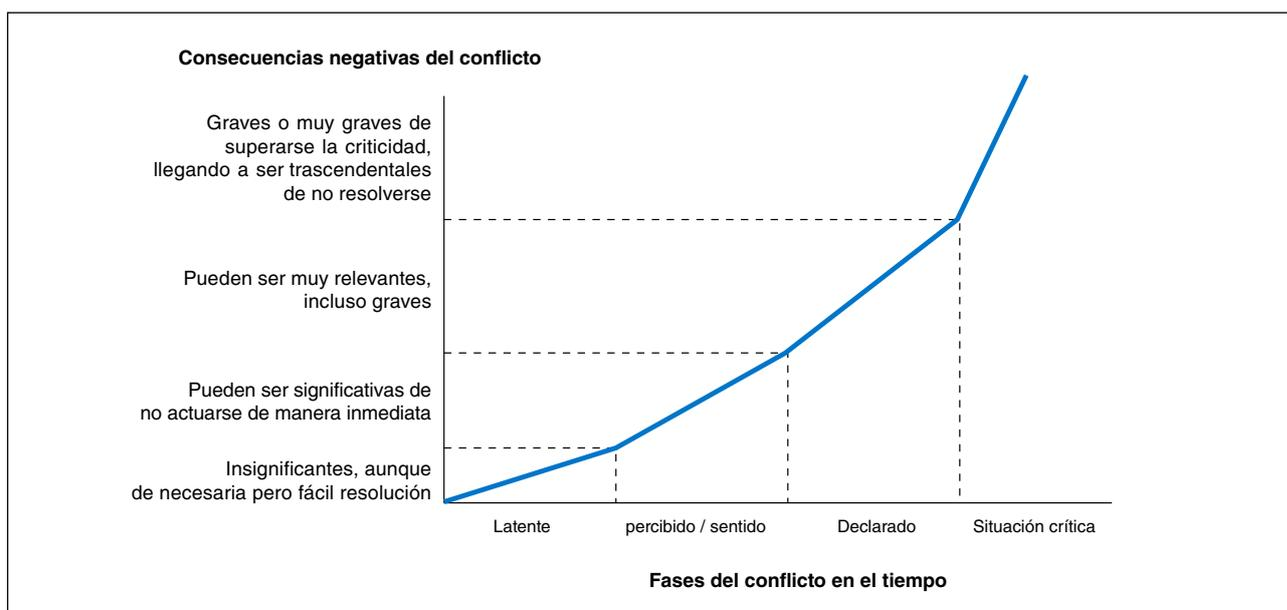 Consecuencias negativas del conflicto
Graves o muy graves de
superarse la criticidad,
llegando a ser trascendentales
de no resolverse
Pueden ser muy relevantes,
incluso graves
Pueden ser significativas de
no actuarse de manera inmediata
Insignificantes, aunque
de necesaria pero fácil resolución
Latente percibido / sentido Declarado Situación crítica
Fases del conflicto en el tiempo